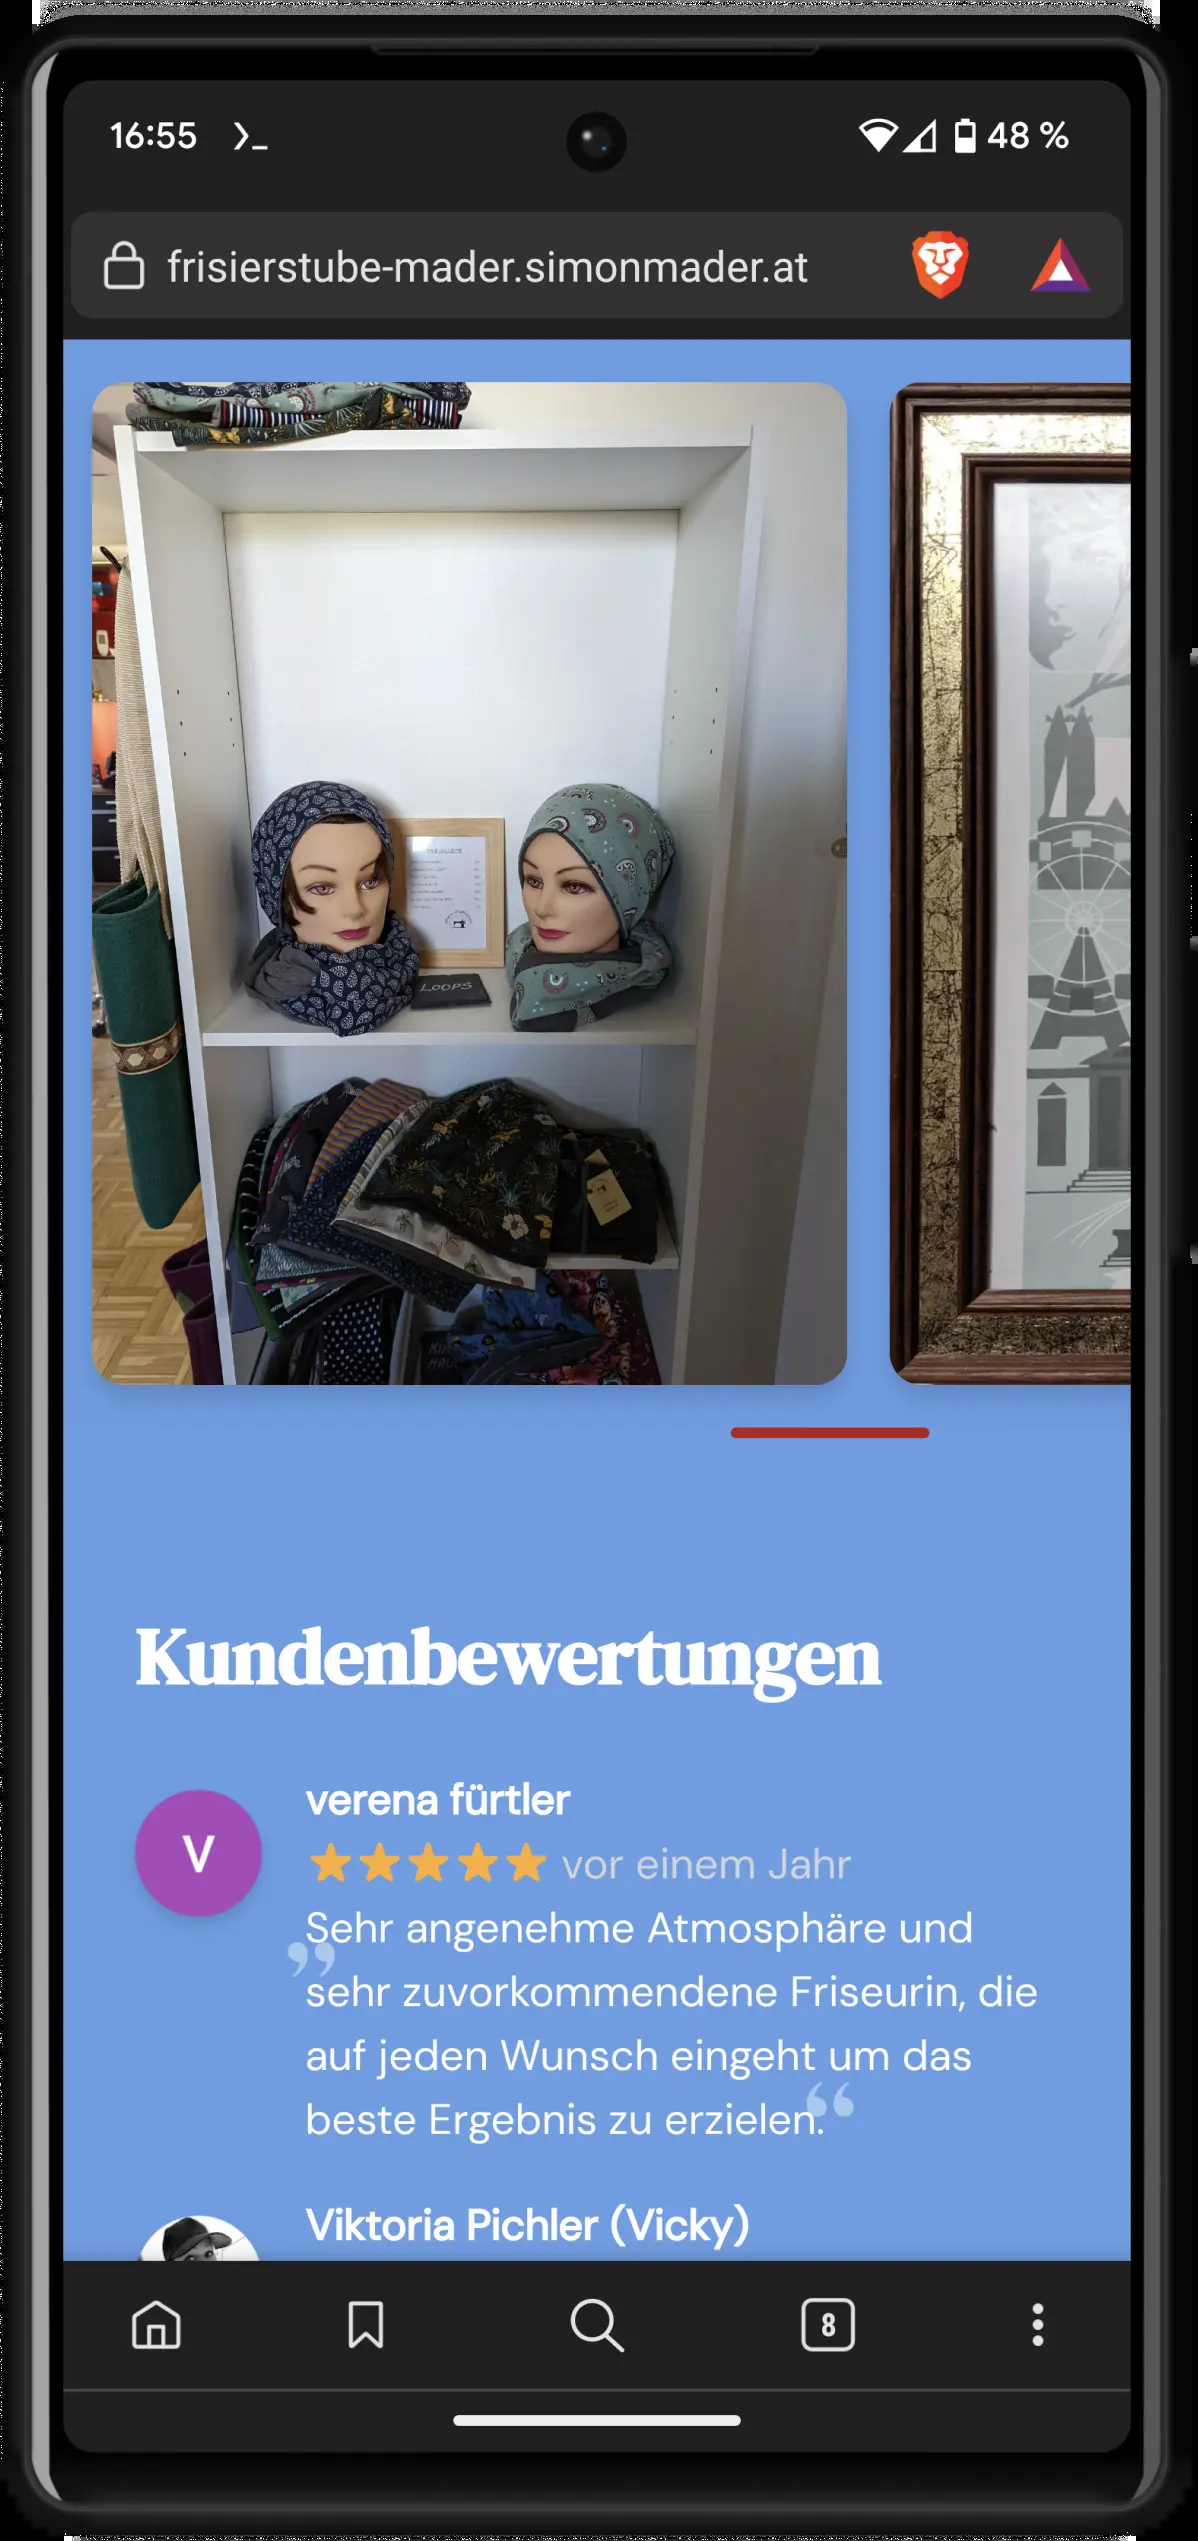 16:55
48 %
frisierstube-mader.simonmader.at
LOOPS
Kundenbewertungen
V
verena fürtler
vor einem Jahr
Sehr angenehme Atmosphäre und
sehr zuvorkommendene Friseurin, die
auf jeden Wunsch eingeht um das
beste Ergebnis zu erzielen.
Viktoria Pichler (Vicky)
8